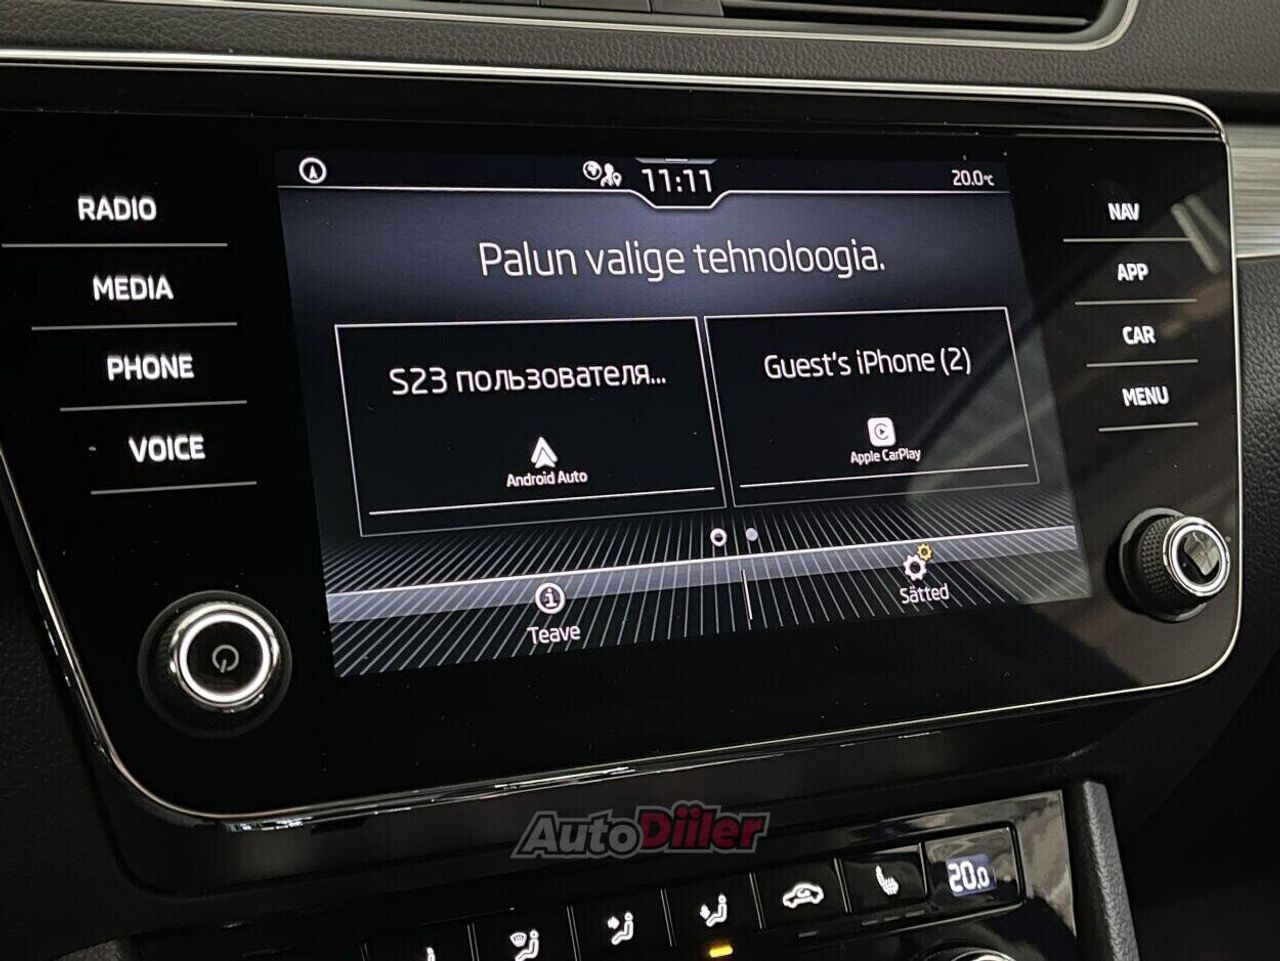 11:11
20.0°C
RADIO
MEDIA
PHONE
VOICE
Palun valige tehnoloogia.
S23 пользователя...
Android Auto
Guest's iPhone (2)
Apple CarPlay
Teave
Sätted
NAV
APP
CAR
MENU
AutoDiiler
20.0